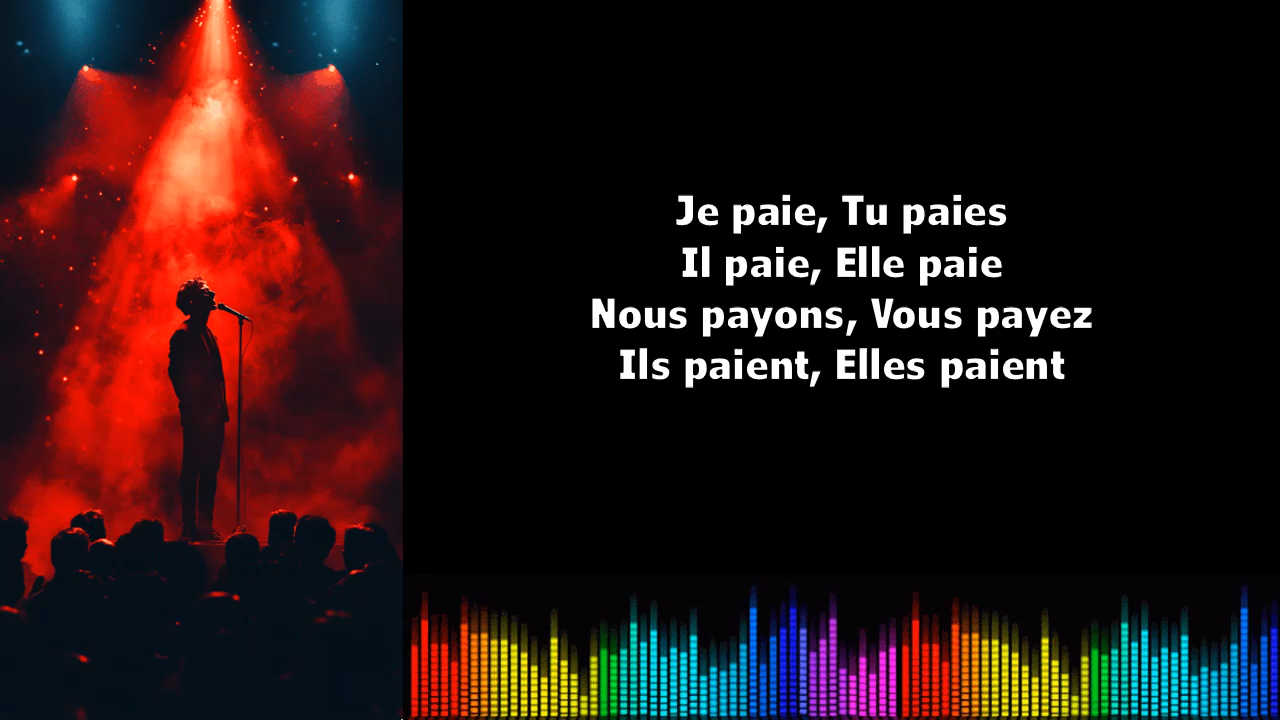 Je paie, Tu paies
Il paie, Elle paie
Nous payons, Vous payez
Ils paient, Elles paient